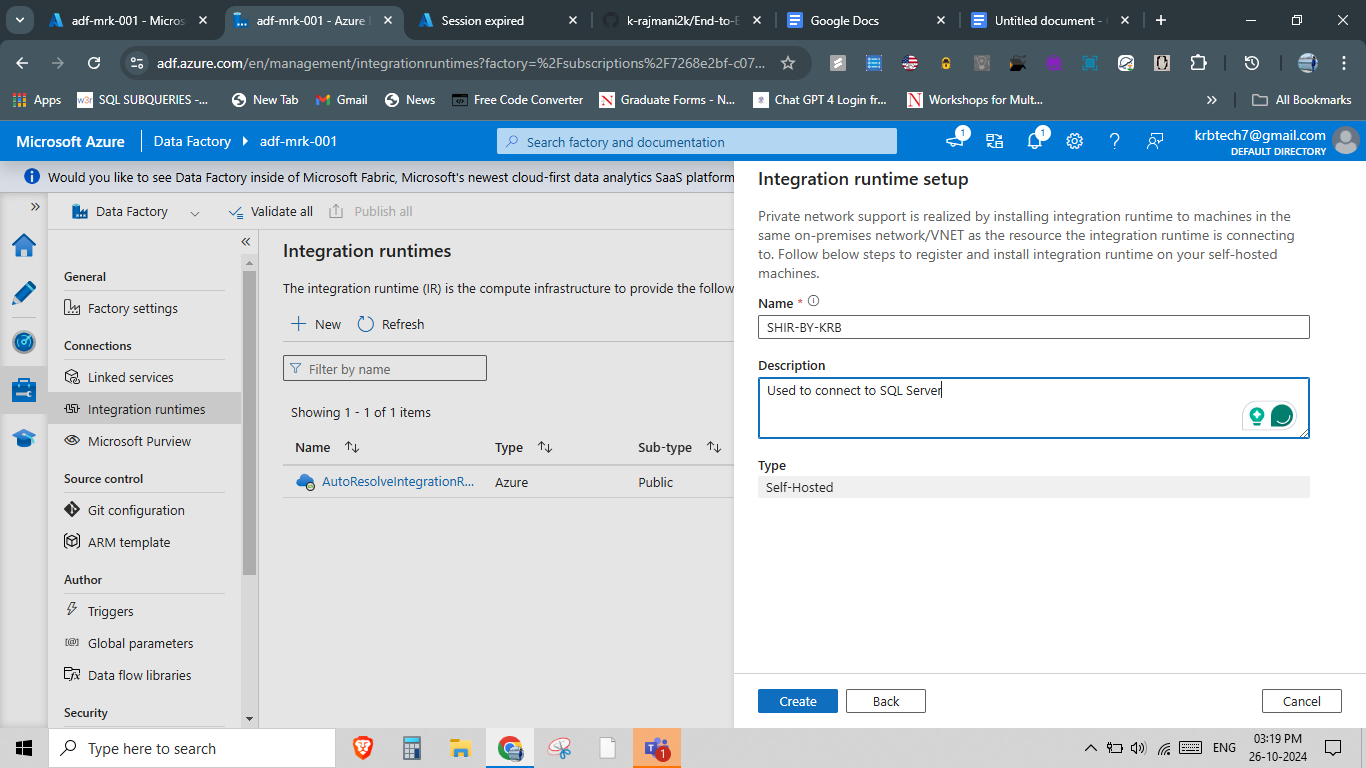 adf-mrk-001 - Micros
adf-mrk-001 - Azure
Session expired
k-rajmani2k/End-to-E
Google Docs
Untitled document -
adf.azure.com/en/management/integrationruntimes?factory=%2Fsubscriptions%2F7268e2bf-c07...
Apps
SQL SUBQUERIES -...
New Tab
Gmail
News
Free Code Converter
Graduate Forms - N...
Chat GPT 4 Login fr...
Workshops for Mult...
»
All Bookmarks
Microsoft Azure
Data Factory
adf-mrk-001
Search factory and documentation
1
1
krbtech7@gmail.com
DEFAULT DIRECTORY
Would you like to see Data Factory inside of Microsoft Fabric, Microsoft's newest cloud-first data analytics SaaS platform
Data Factory
Validate all
Publish all
General
Factory settings
Connections
Linked services
Integration runtimes
Microsoft Purview
Source control
Git configuration
ARM template
Author
Triggers
Global parameters
Data flow libraries
Security
Integration runtimes
The integration runtime (IR) is the compute infrastructure to provide the follow
New
Refresh
Filter by name
Showing 1 - 1 of 1 items
Name
Type
Sub-type
AutoResolveIntegrationR...
Azure
Public
Integration runtime setup
Private network support is realized by installing integration runtime to machines in the
same on-premises network/VNET as the resource the integration runtime is connecting
to. Follow below steps to register and install integration runtime on your self-hosted
machines.
Name *
SHIR-BY-KRB
Description
Used to connect to SQL Server
Type
Self-Hosted
Create
Back
Cancel
Type here to search
1
ENG
03:19 PM
26-10-2024